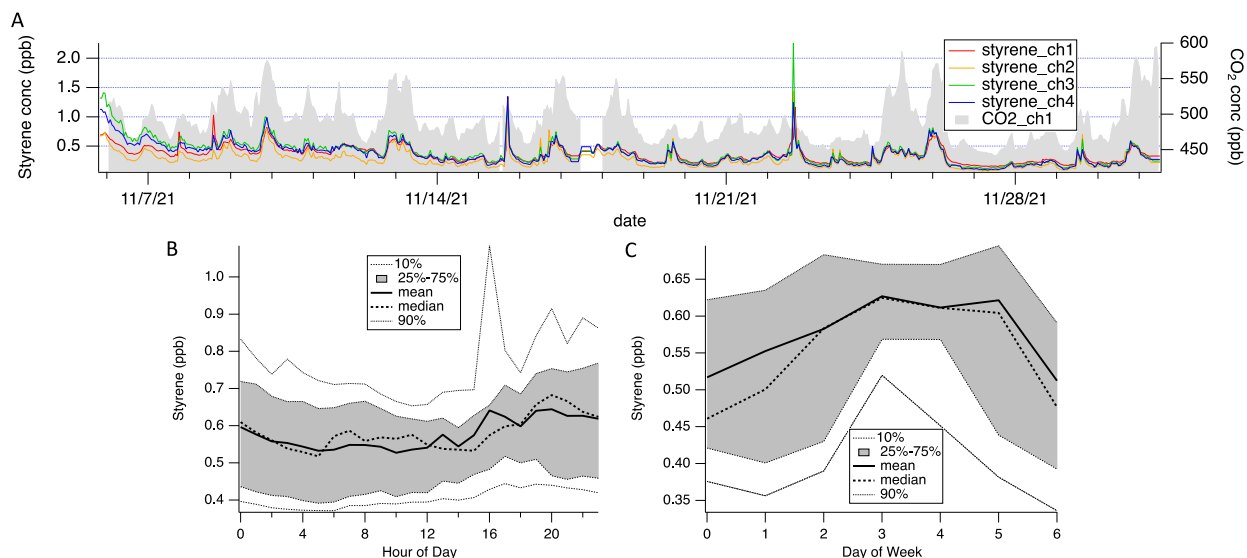 A
Styrene conc (ppb)
2.0
1.5
1.0
0.5
styrene_ch1
styrene_ch2
styrene_ch3
styrene_ch4
CO2_ch1
600
550
500
450
CO₂ conc (ppb)
11/7/21
11/14/21
11/21/21
11/28/21
date
B
Styrene (ppb)
1.0
0.9
0.8
0.7
0.6
0.5
0.4
10%
25%-75%
mean
median
90%
0
4
8
12
16
20
Hour of Day
C
Styrene (ppb)
0.65
0.60
0.55
0.50
0.45
0.40
0.35
10%
25%-75%
mean
median
90%
0
1
2
3
4
5
6
Day of Week